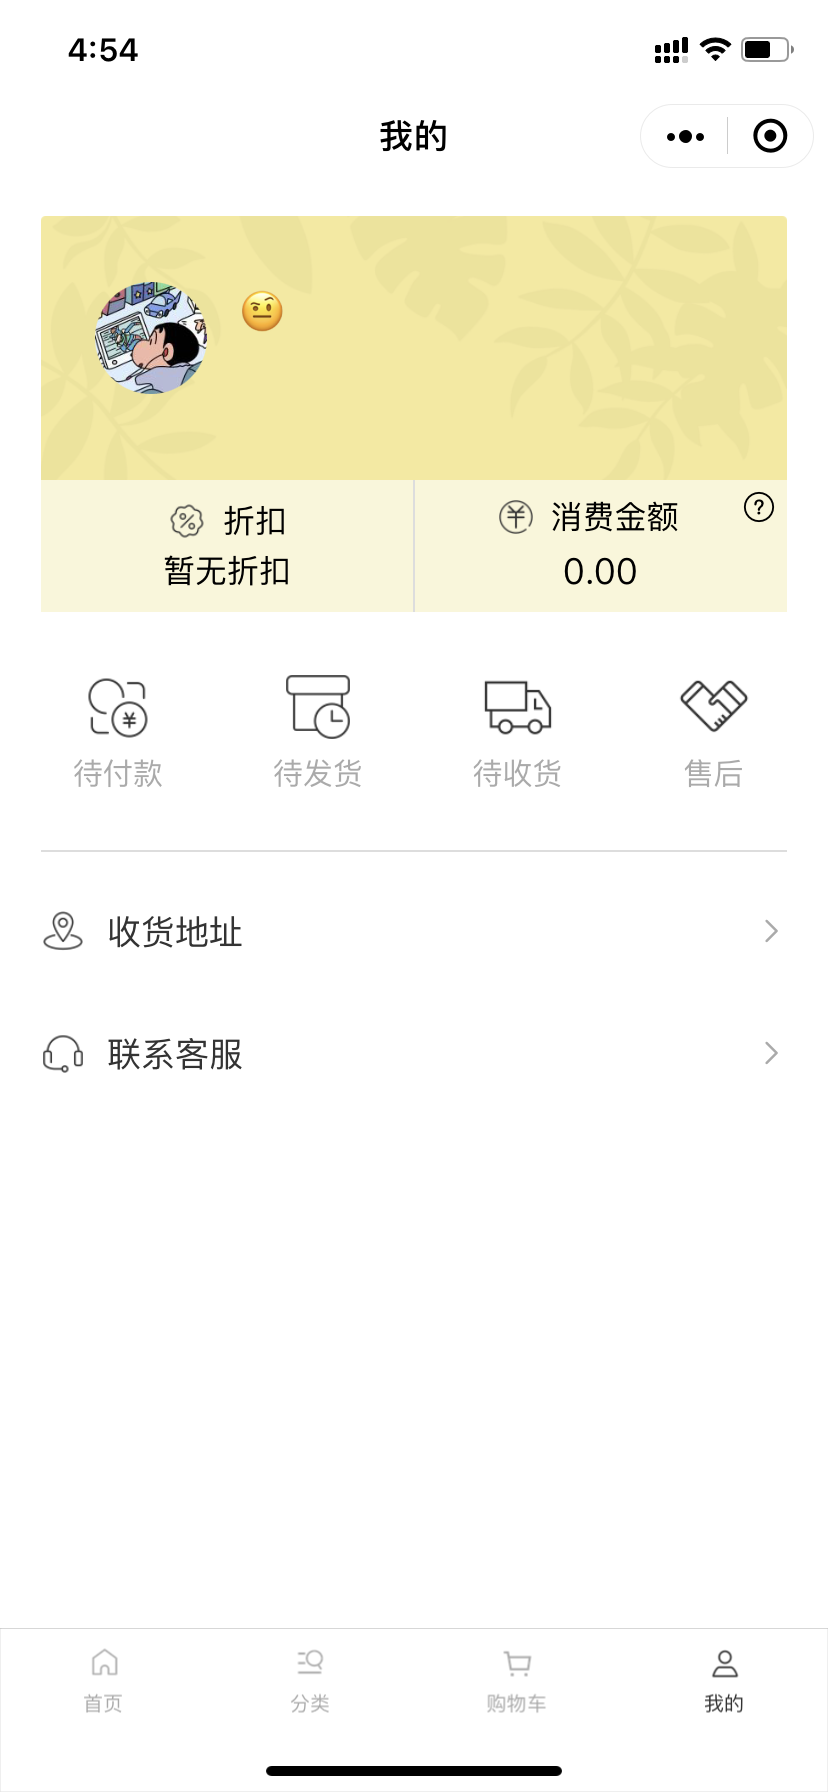 4:54
我的
🤨
折扣
暂无折扣
消费金额
?
0.00
待付款
待发货
待收货
售后
收货地址
联系客服
首页
分类
购物车
我的